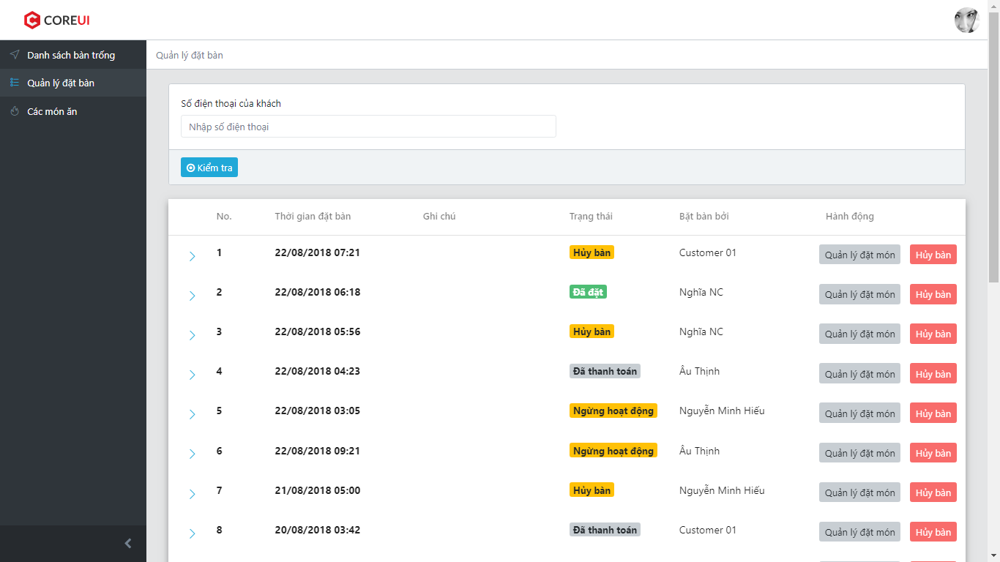 COREUI
Danh sách bàn trống
Quản lý đặt bàn
Các món ăn
Quản lý đặt bàn
Số điện thoại của khách
Nhập số điện thoại
Kiểm tra
No. Thời gian đặt bàn Ghi chú Trạng thái Bặt bàn bởi Hành động
1 22/08/2018 07:21 Hủy bàn Customer 01 Quản lý đặt món Hủy bàn
2 22/08/2018 06:18 Đã đặt Nghĩa NC Quản lý đặt món Hủy bàn
3 22/08/2018 05:56 Hủy bàn Nghĩa NC Quản lý đặt món Hủy bàn
4 22/08/2018 04:23 Đã thanh toán Âu Thịnh Quản lý đặt món Hủy bàn
5 22/08/2018 03:05 Ngừng hoạt động Nguyễn Minh Hiếu Quản lý đặt món Hủy bàn
6 22/08/2018 09:21 Ngừng hoạt động Âu Thịnh Quản lý đặt món Hủy bàn
7 21/08/2018 05:00 Hủy bàn Nguyễn Minh Hiếu Quản lý đặt món Hủy bàn
8 20/08/2018 03:42 Đã thanh toán Customer 01 Quản lý đặt món Hủy bàn